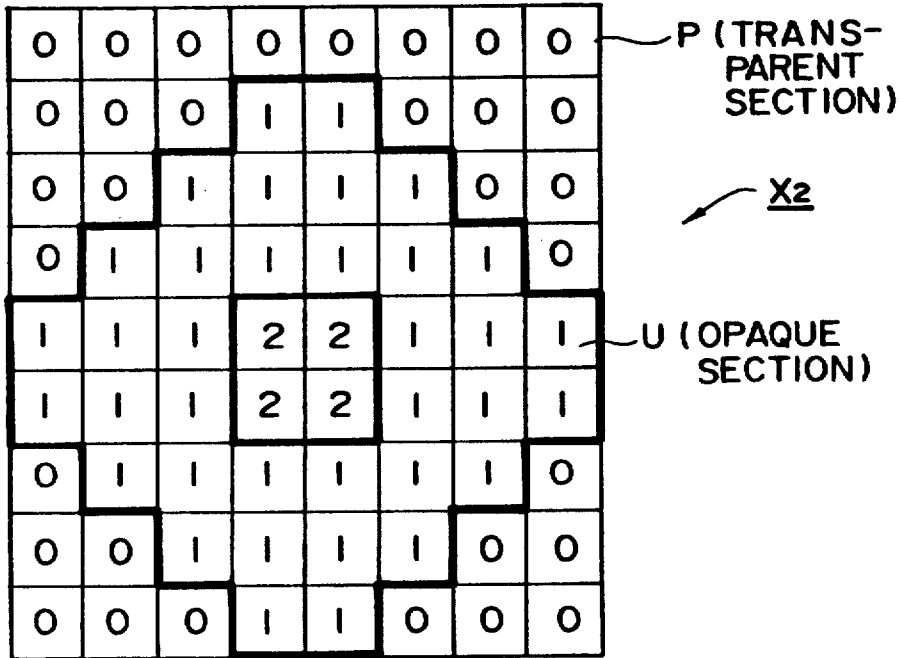 0 0 0 0 0 0 0 0
P (TRANS-
PARENT
SECTION)
0 0 0 1 1 0 0 0
0 0 1 1 1 1 0 0
X2
0 1 1 1 1 1 1 0
1 1 1 2 2 1 1 1
U (OPAQUE
SECTION)
1 1 1 2 2 1 1 1
0 1 1 1 1 1 1 0
0 0 1 1 1 1 0 0
0 0 0 1 1 0 0 0